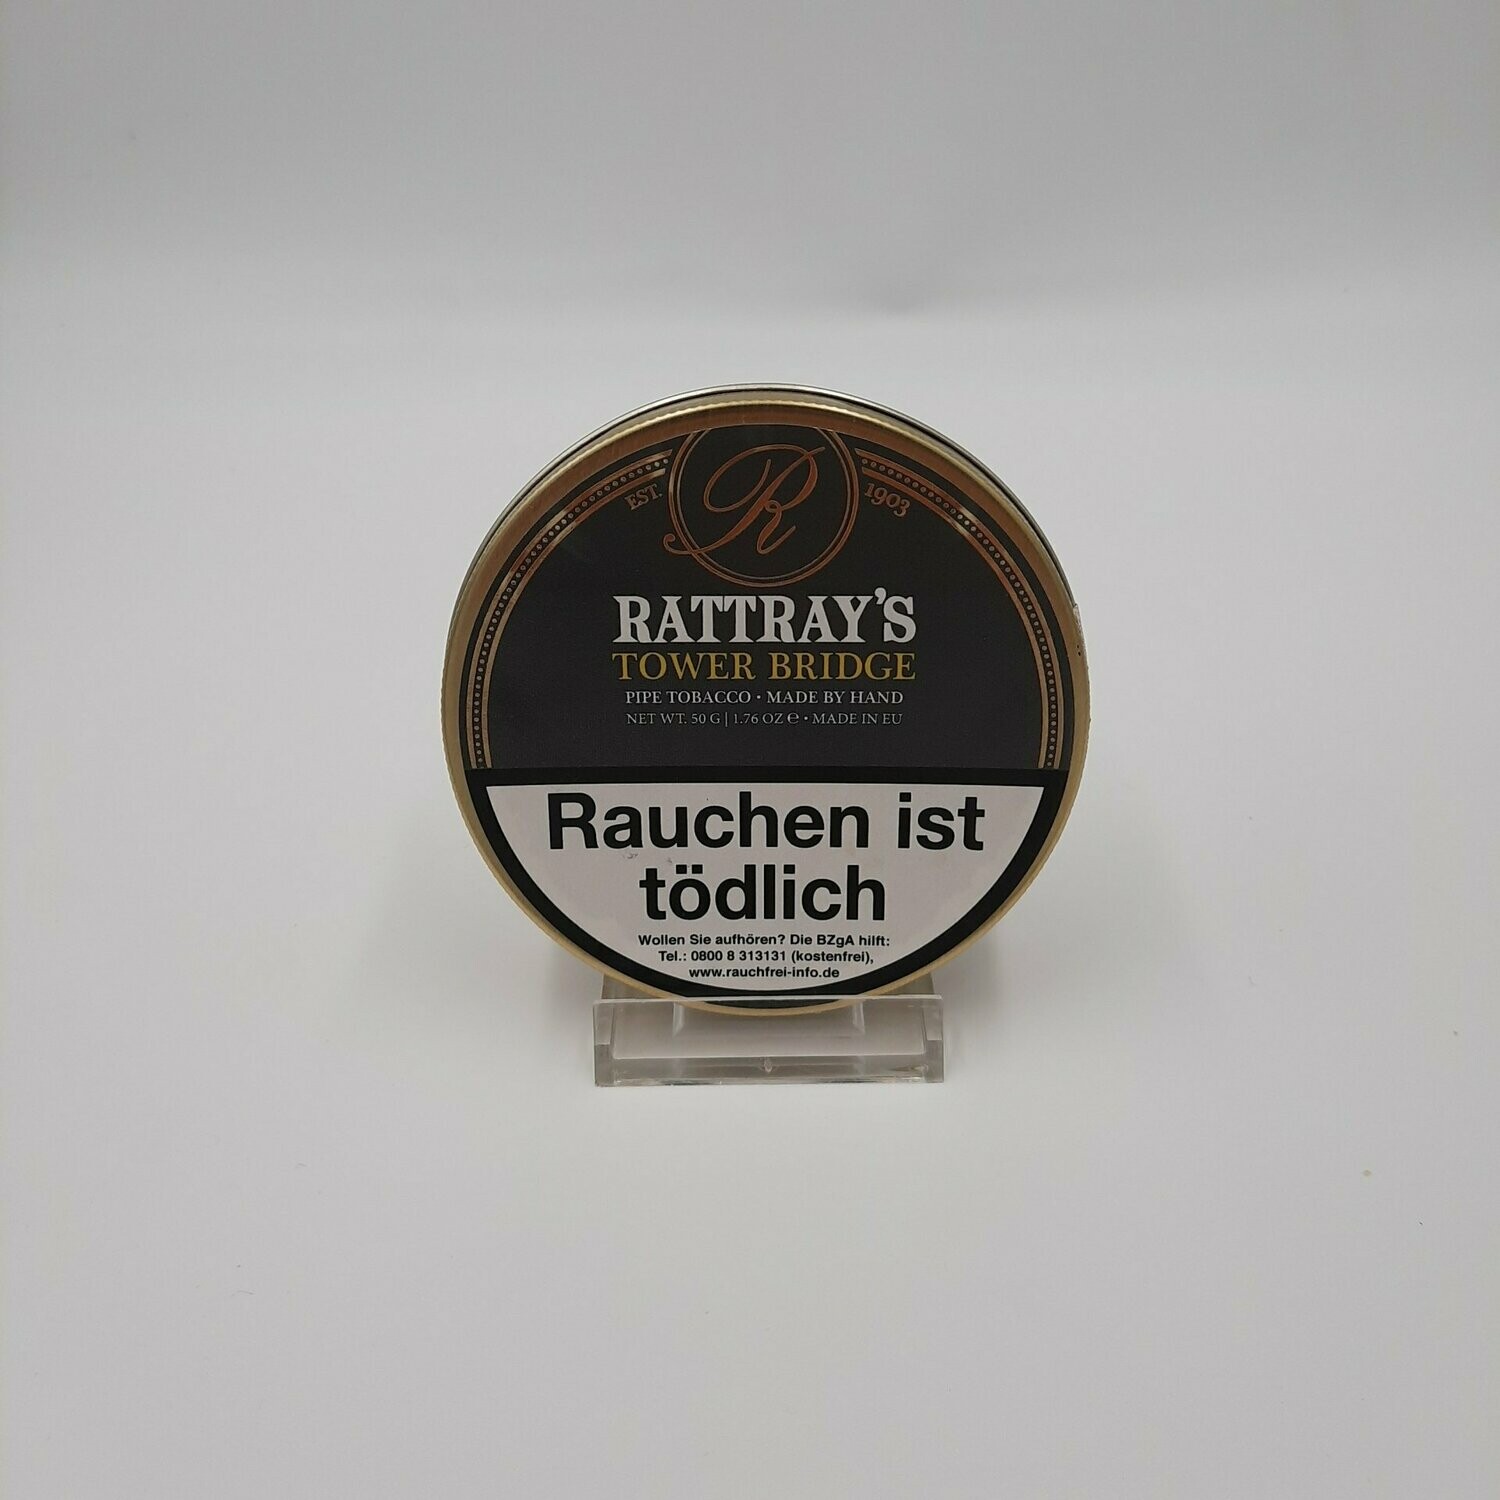 R
EST. 1903
RATTRAY'S
TOWER BRIDGE
PIPE TOBACCO • MADE BY HAND
NET WT. 50 G | 1.76 OZ ℮ • MADE IN EU
Rauchen ist
tödlich
Wollen Sie aufhören? Die BZgA hilft:
Tel.: 0800 8 313131 (kostenfrei),
www.rauchfrei-info.de